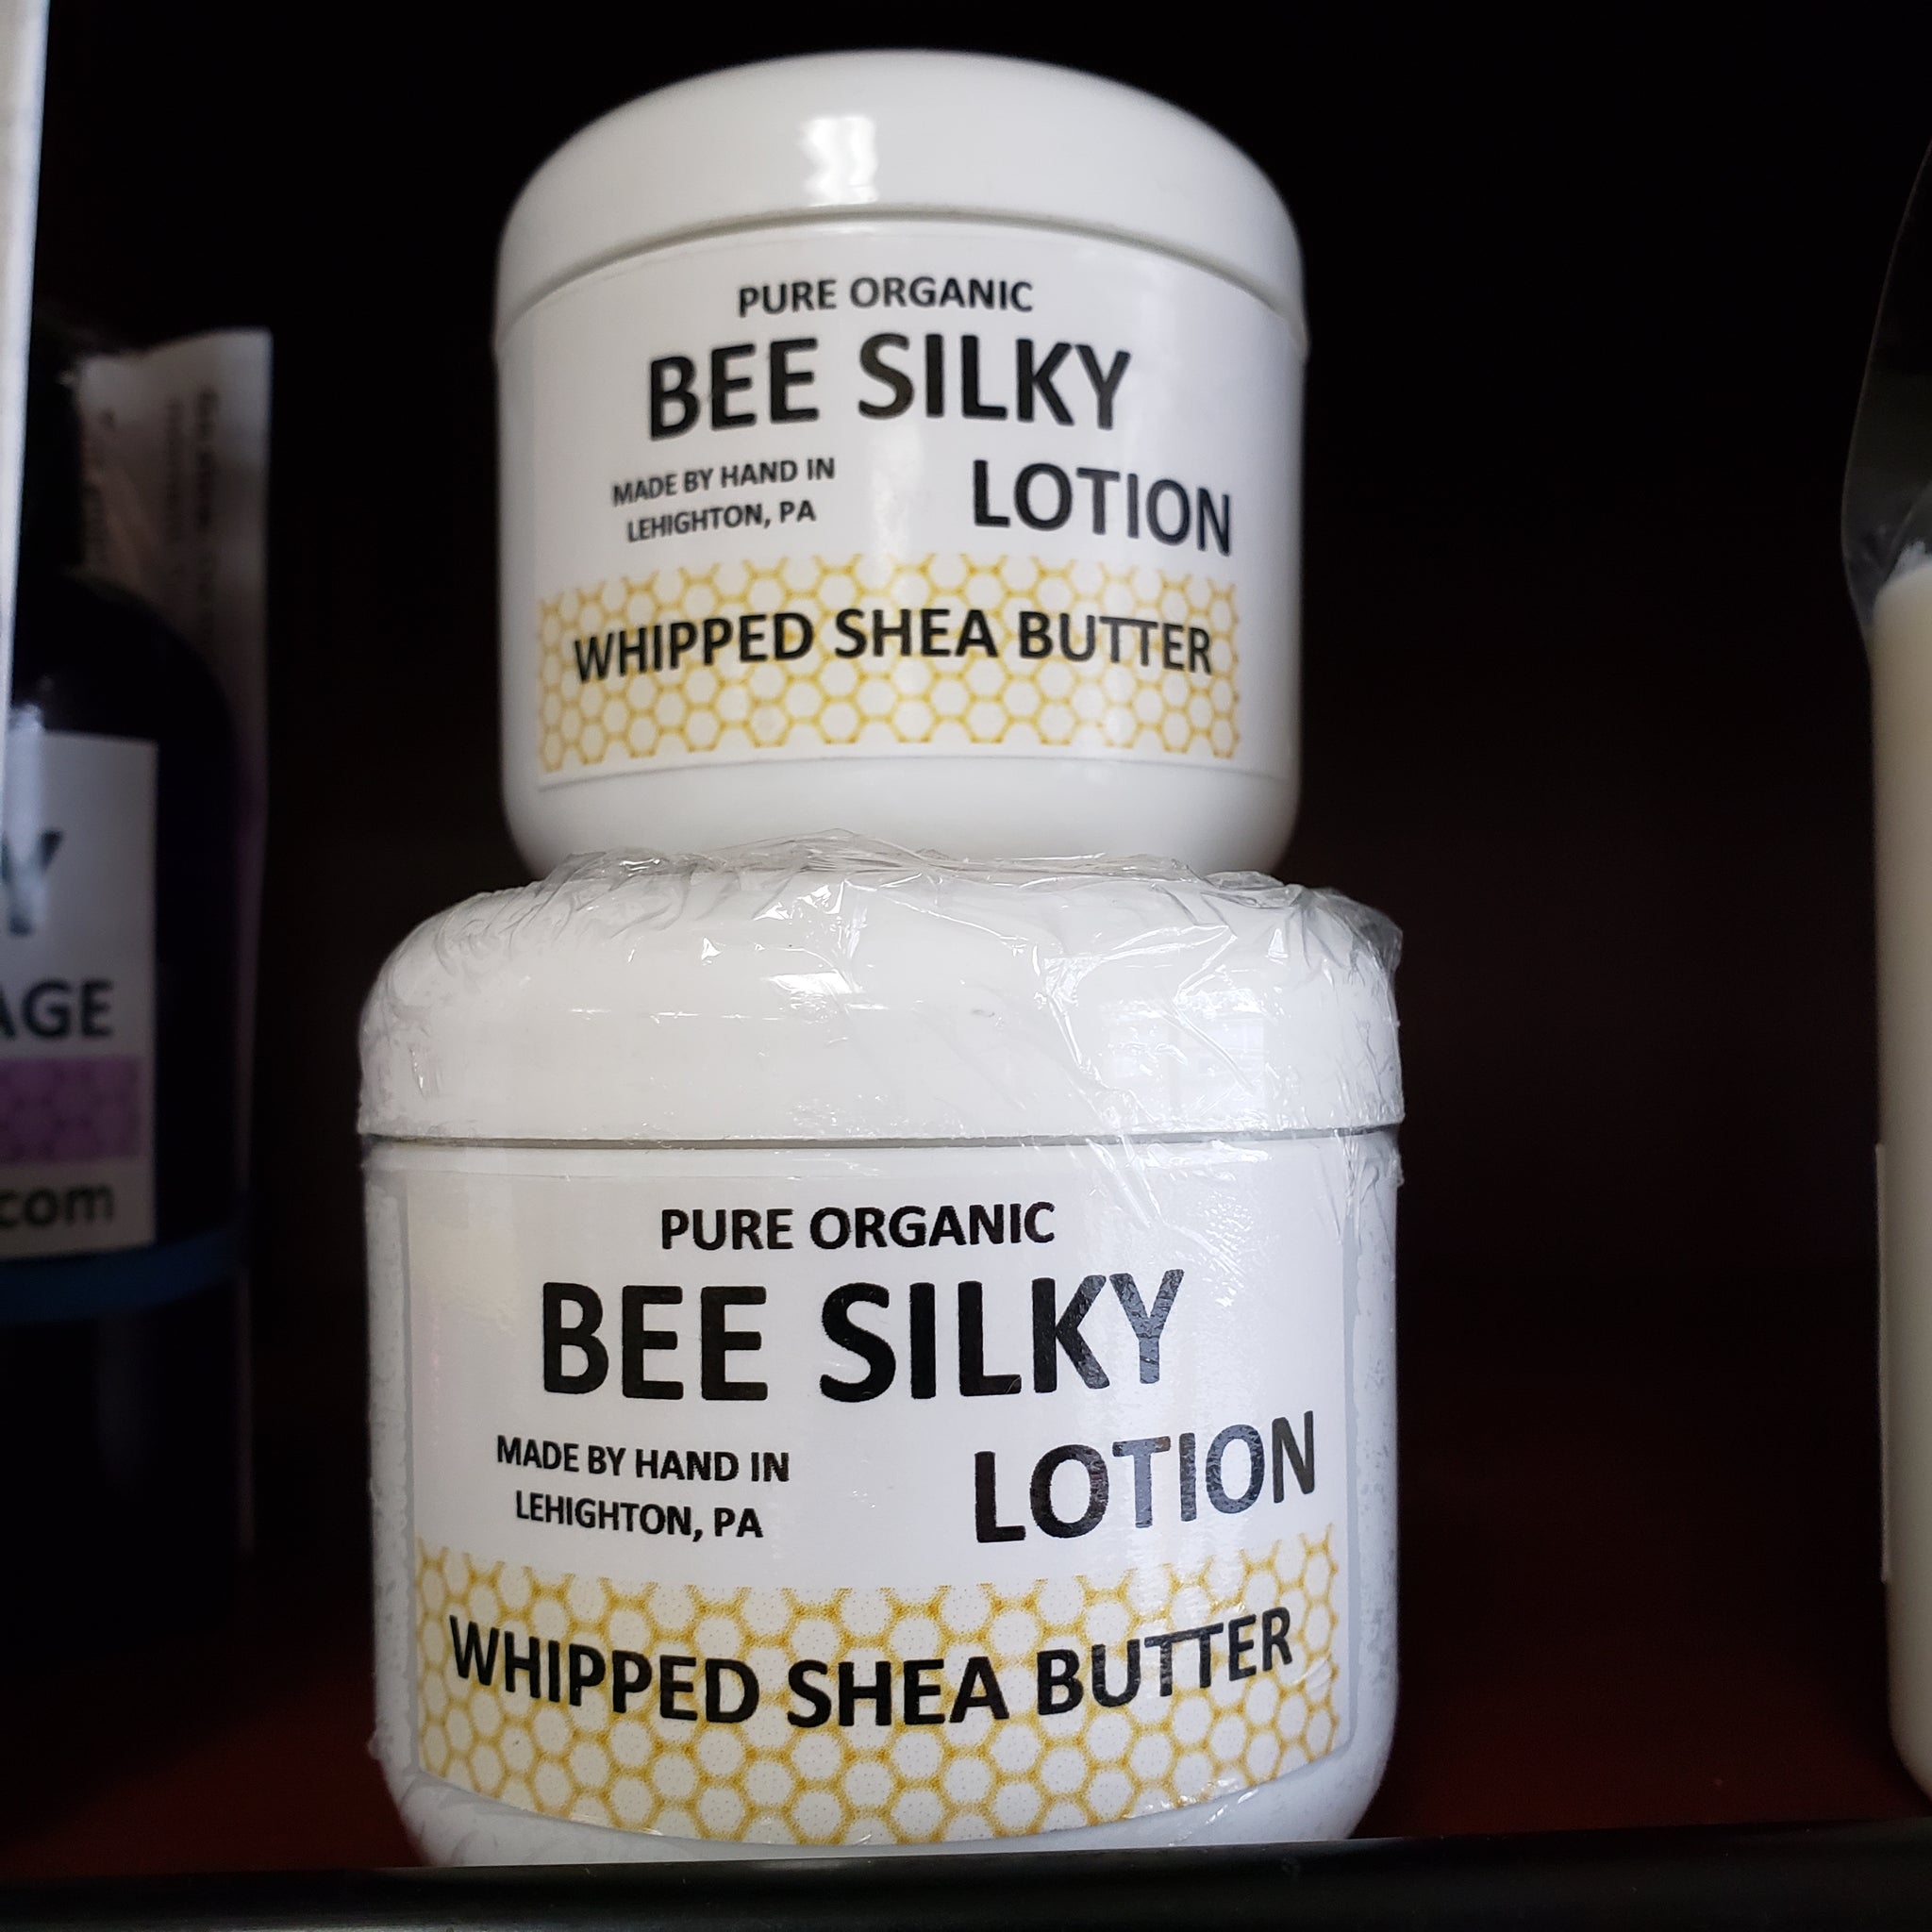 PURE ORGANIC
BEE SILKY
MADE BY HAND IN
LEHIGHTON, PA
LOTION
WHIPPED SHEA BUTTER
PURE ORGANIC
BEE SILKY
MADE BY HAND IN
LEHIGHTON, PA
LOTION
WHIPPED SHEA BUTTER
AGE
.com